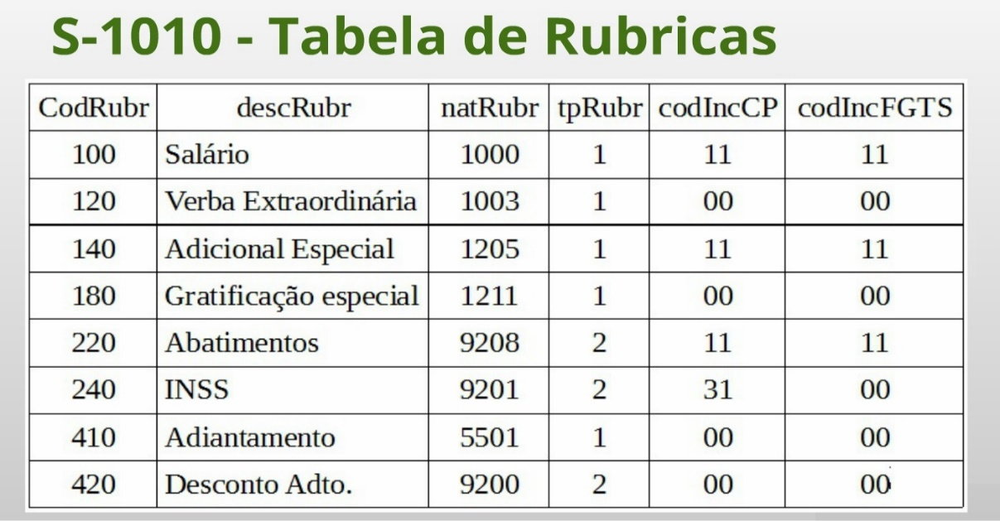 S-1010 - Tabela de Rubricas
CodRubr descRubr natRubr tpRubr codIncCP codIncFGTS
100 Salário 1000 1 11 11
120 Verba Extraordinária 1003 1 00 00
140 Adicional Especial 1205 1 11 11
180 Gratificação especial 1211 1 00 00
220 Abatimentos 9208 2 11 11
240 INSS 9201 2 31 00
410 Adiantamento 5501 1 00 00
420 Desconto Adto. 9200 2 00 00